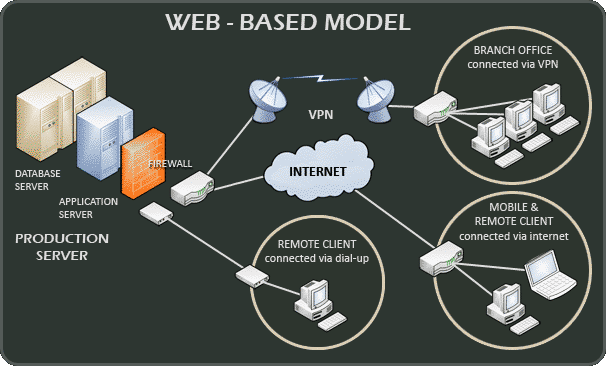 WEB - BASED MODEL
BRANCH OFFICE
connected via VPN
VPN
FIREWALL
DATABASE
SERVER
APPLICATION
SERVER
PRODUCTION
SERVER
INTERNET
MOBILE &
REMOTE CLIENT
connected via internet
REMOTE CLIENT
connected via dial-up